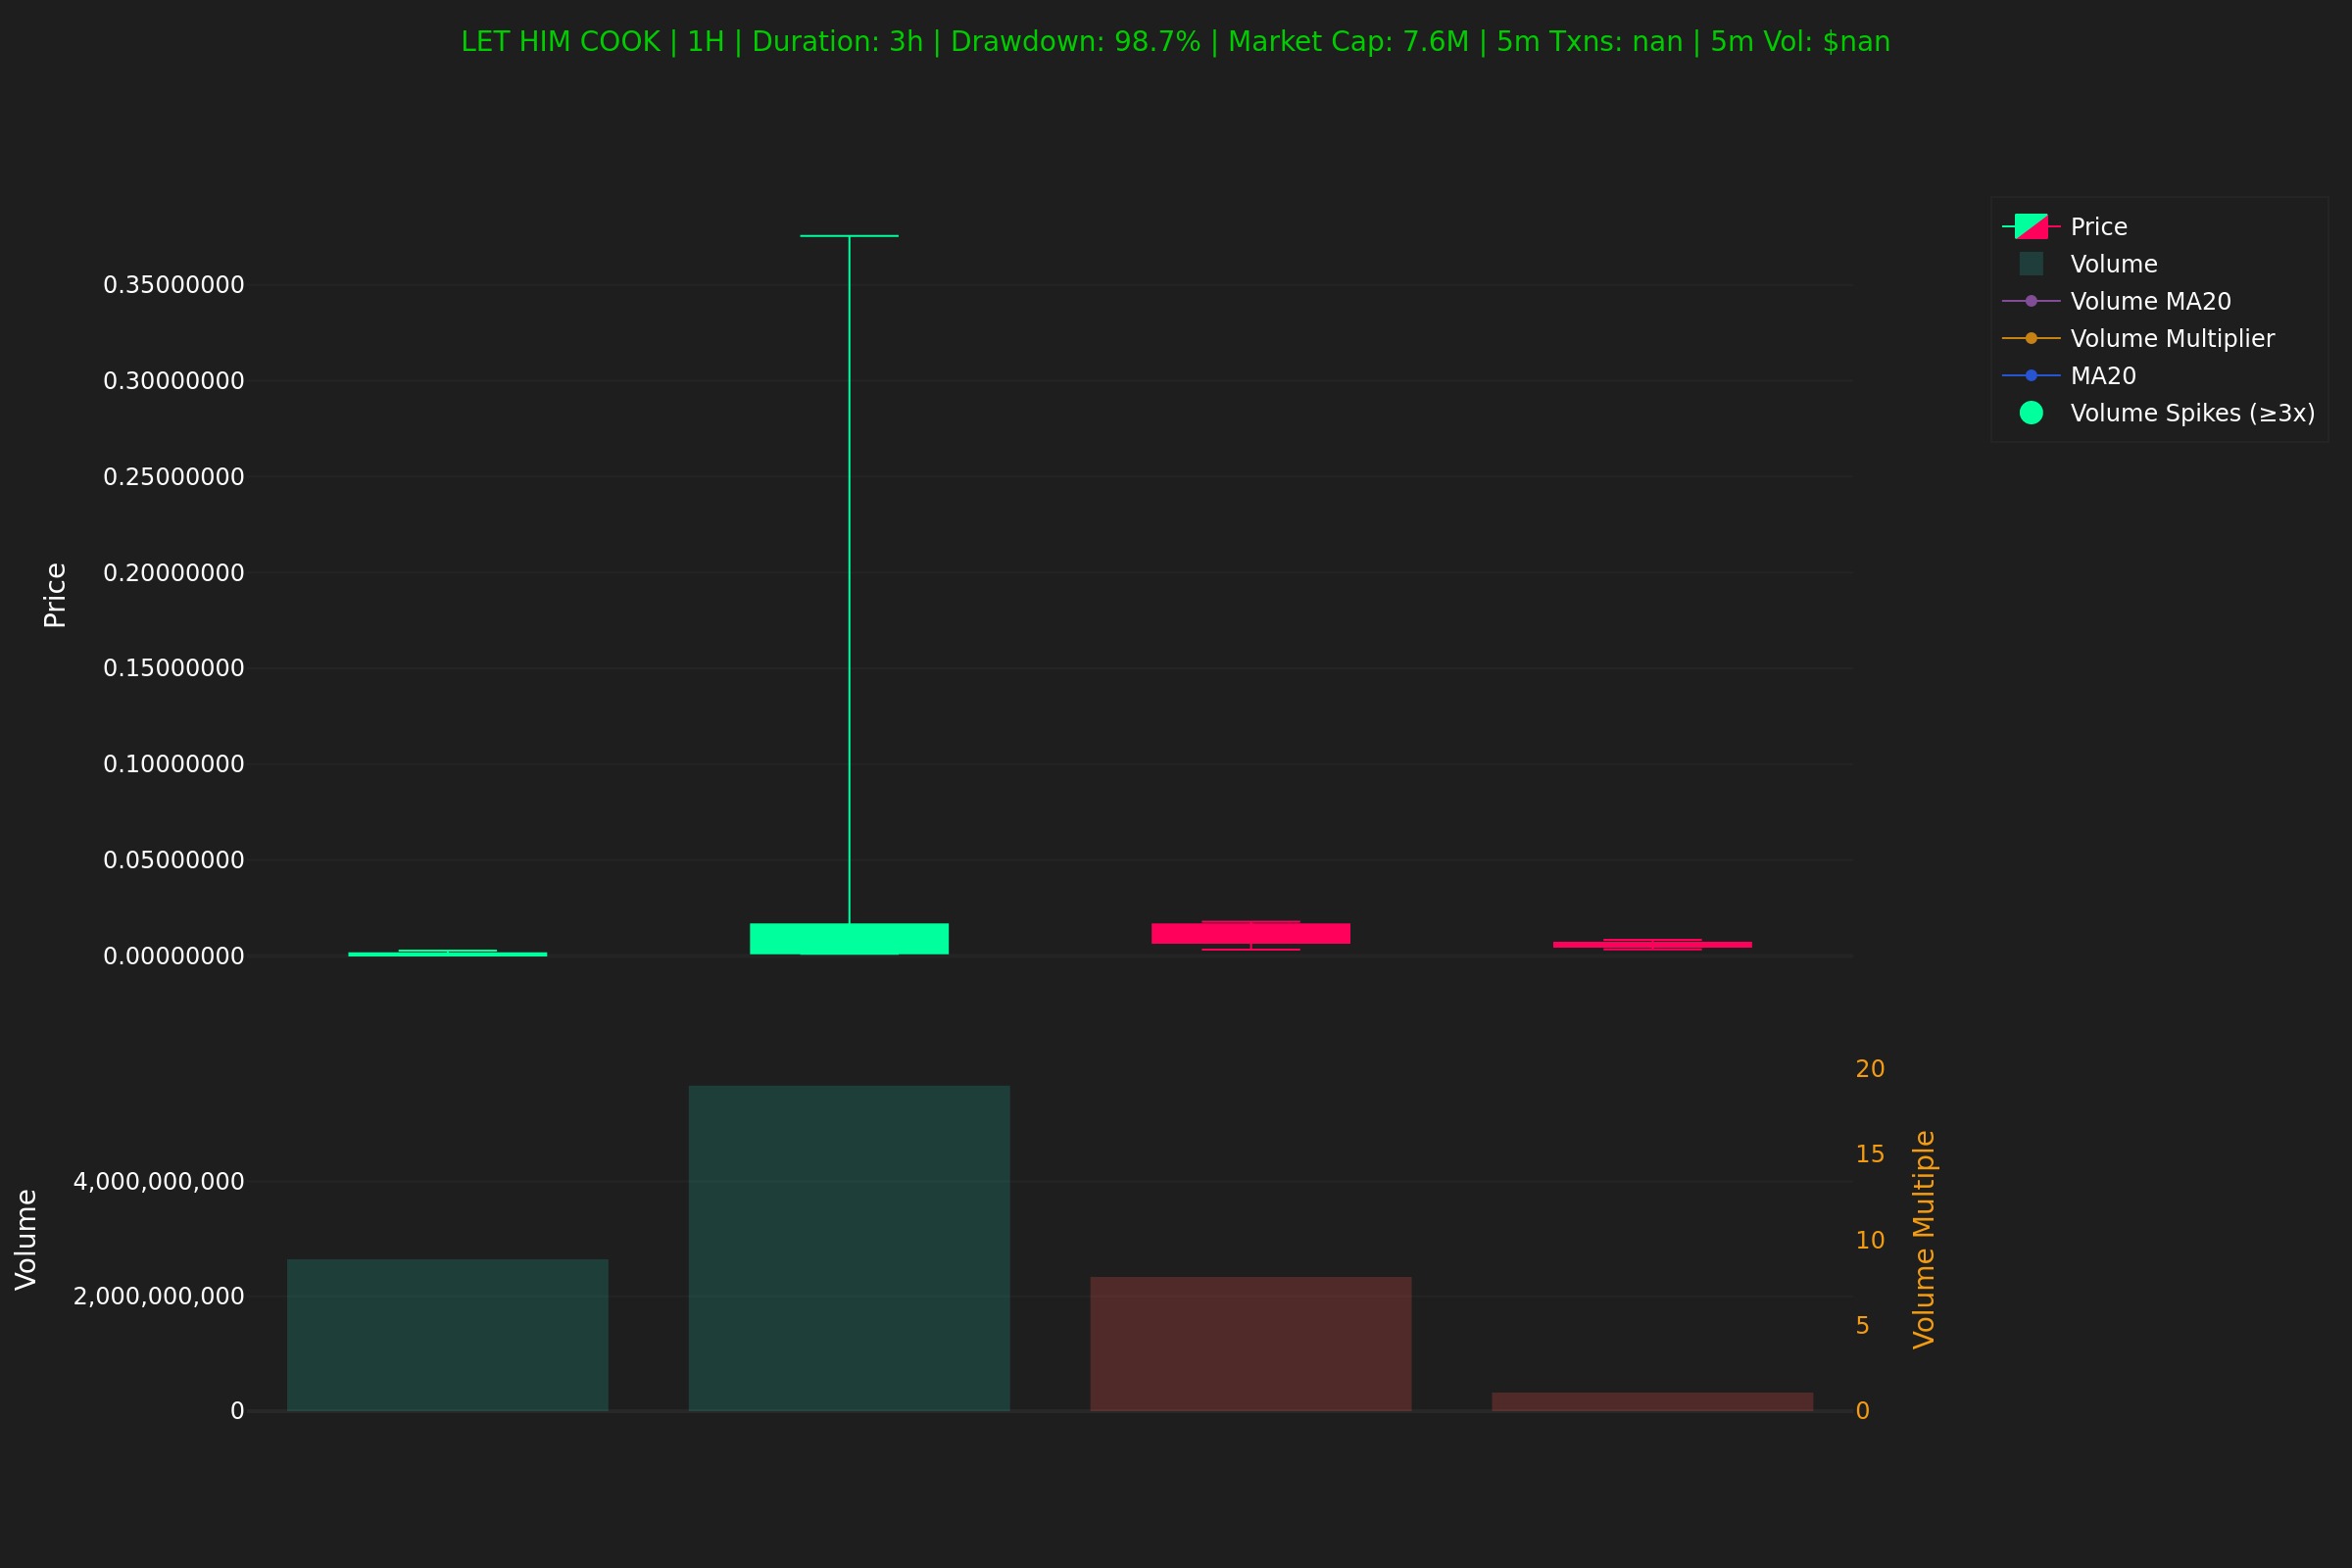 LET HIM COOK | 1H | Duration: 3h | Drawdown: 98.7% | Market Cap: 7.6M | 5m Txns: nan | 5m Vol: $nan
Price
Volume
Volume MA20
Volume Multiplier
MA20
Volume Spikes (≥3x)
Price
0.35000000
0.30000000
0.25000000
0.20000000
0.15000000
0.10000000
0.05000000
0.00000000
Volume
4,000,000,000
2,000,000,000
0
20
15
10
5
0
Volume Multiple